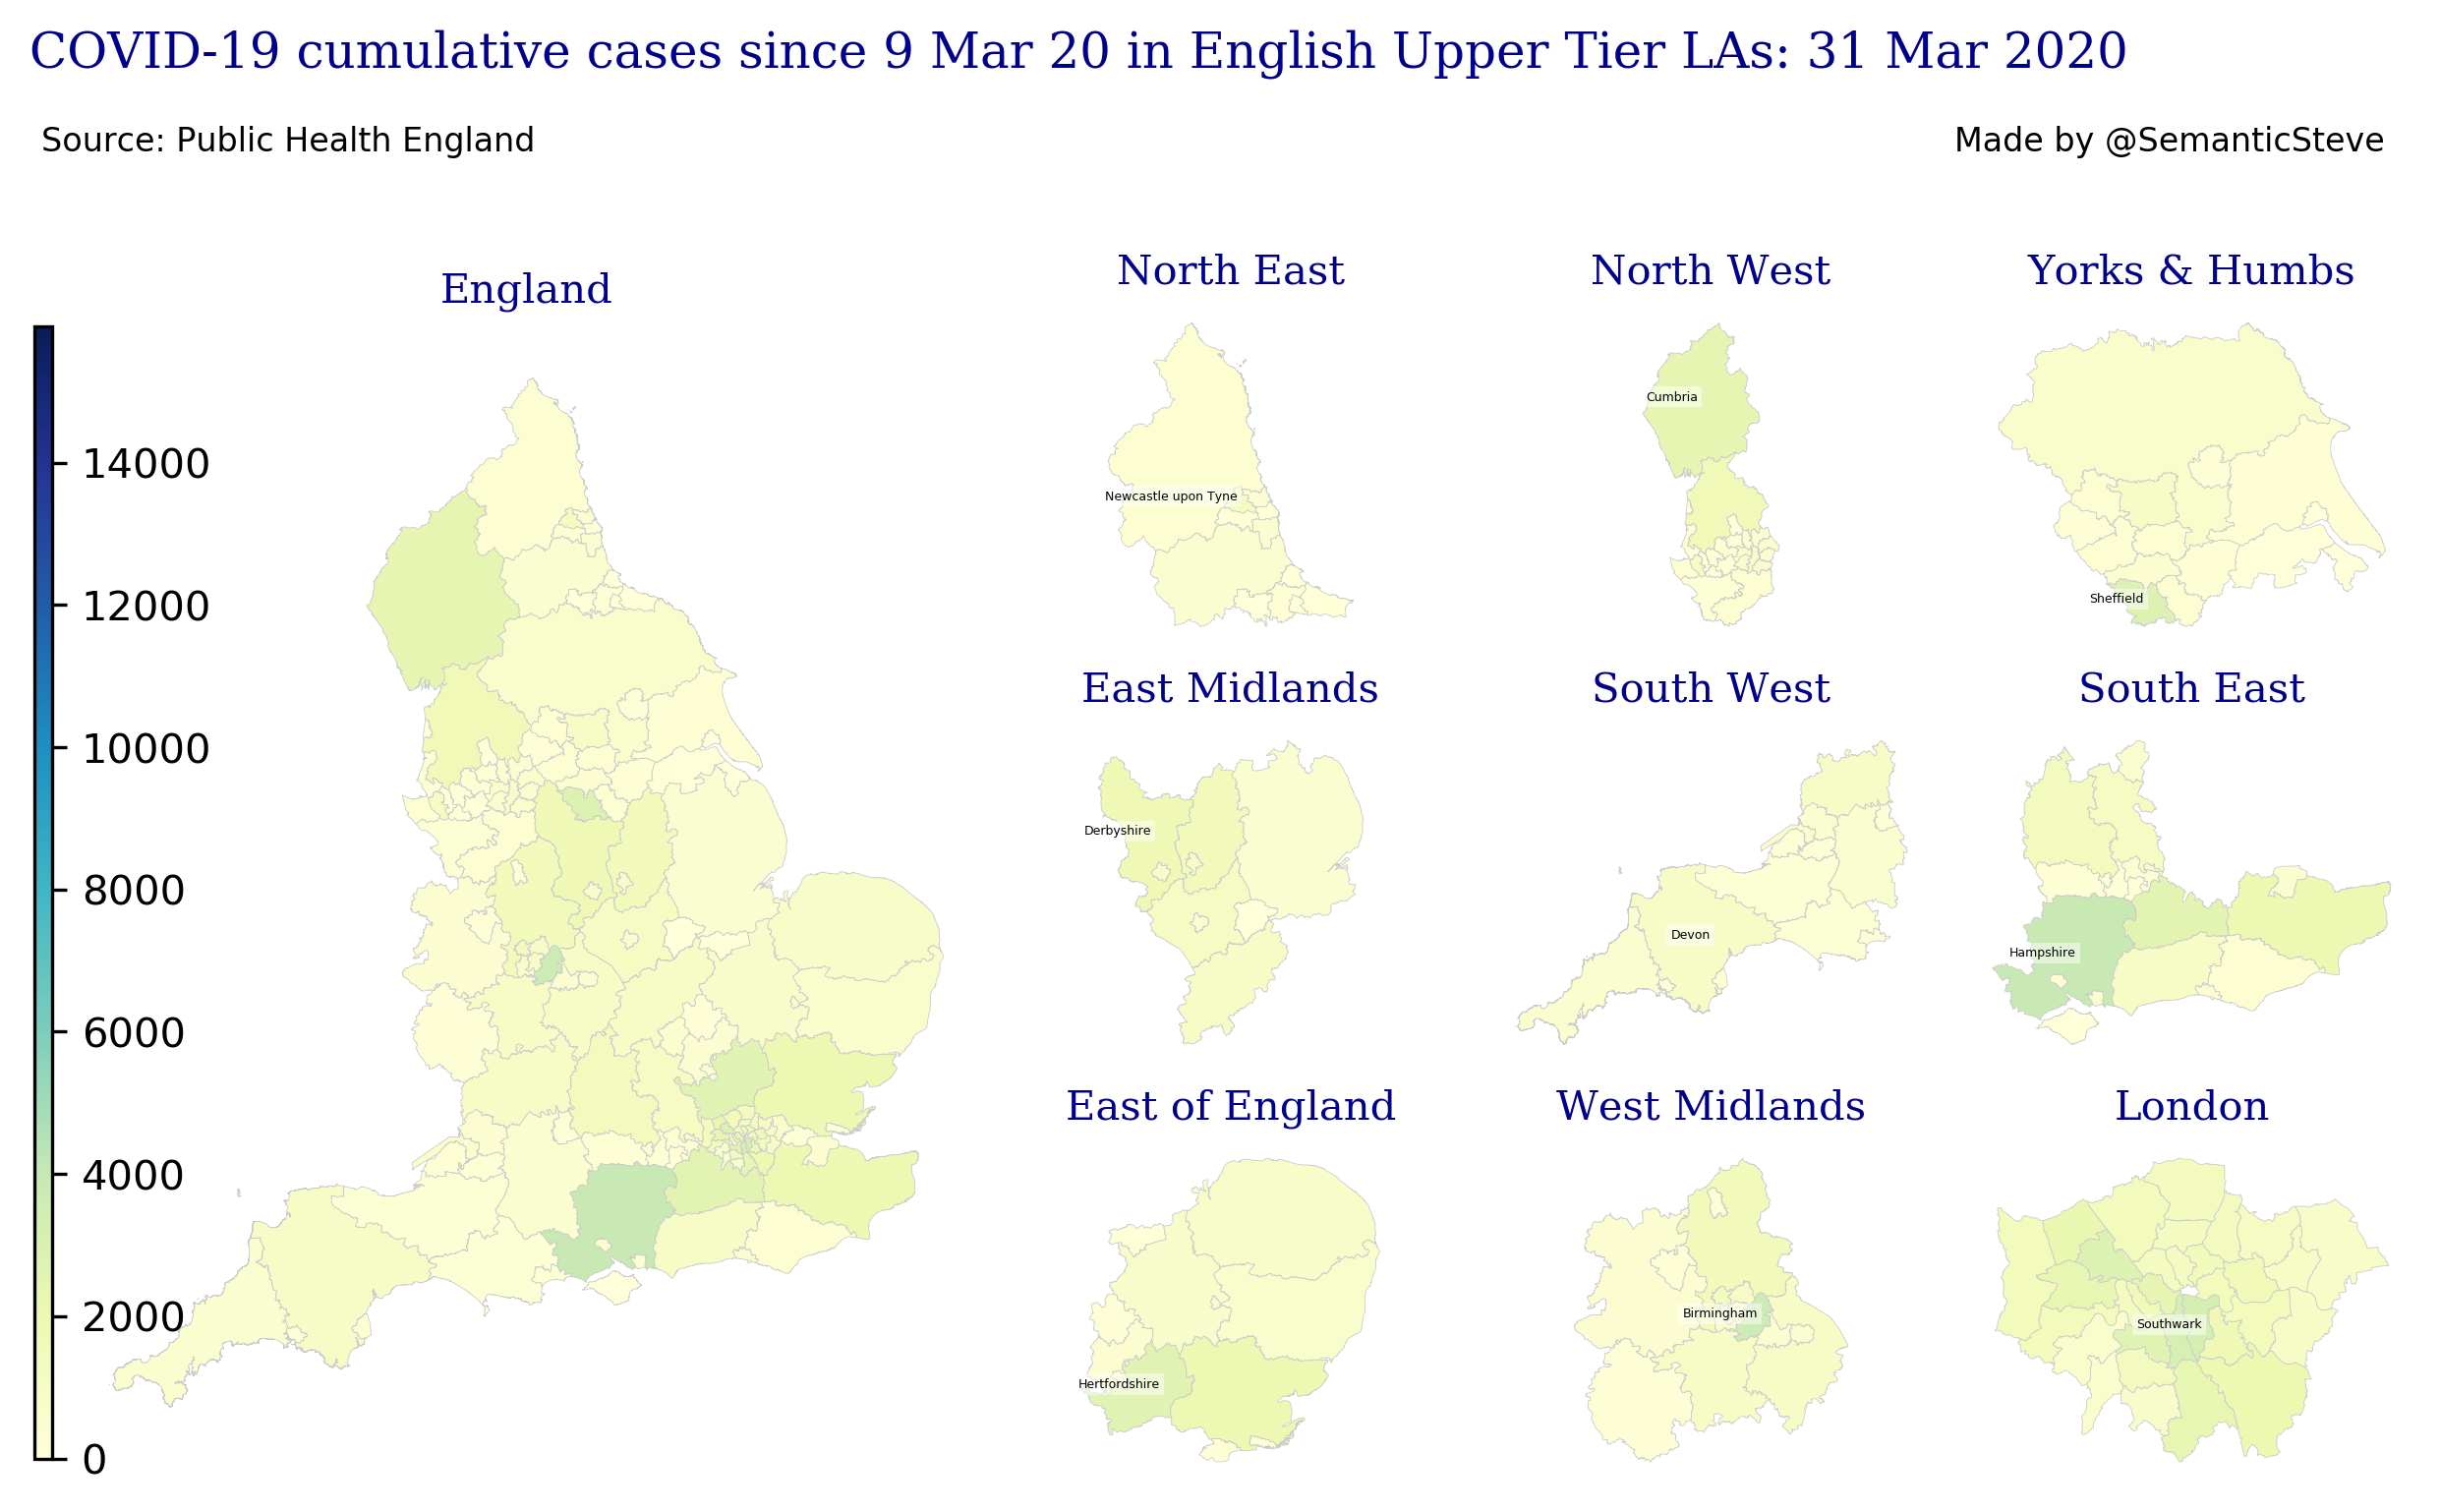 COVID-19 cumulative cases since 9 Mar 20 in English Upper Tier LAs: 31 Mar 2020
Source: Public Health England
Made by @SemanticSteve
England
14000
12000
10000
8000
6000
4000
2000
0
North East
Newcastle upon Tyne
North West
Cumbria
Yorks & Humbs
Sheffield
East Midlands
Derbyshire
South West
Devon
South East
Hampshire
East of England
Hertfordshire
West Midlands
Birmingham
London
Southwark